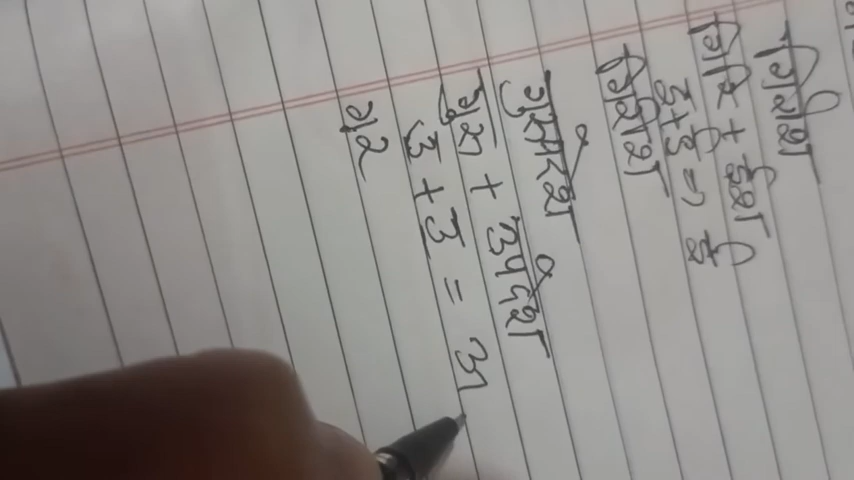 गिरीश
गिरि + ईश
इ+ई = ई
गिरीश
गुरूपदेश
गुरु + उपदेश
उ + उ = ऊ
गुर